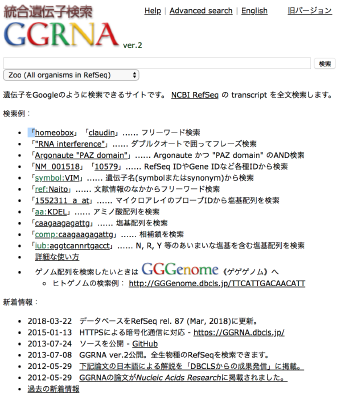 統合遺伝子検索
GGRNA ver.2
Help | Advanced search | English 旧バージョン
検索
Zoo (All organisms in RefSeq)
遺伝子をGoogleのように検索できるサイトです。 NCBI RefSeq の transcript を全文検索します。
検索例：
「homeobox」「claudin」…… フリーワード検索
「"RNA interference"」…… ダブルクオートで囲ってフレーズ検索
「Argonaute "PAZ domain"」…… Argonaute かつ "PAZ domain" のAND検索
「NM_001518」「10579」…… RefSeq IDやGene IDなど各種IDから検索
「symbol:VIM」…… 遺伝子名(symbolまたはsynonym)から検索
「ref:Naito」…… 文献情報のなかからフリーワード検索
「1552311_a_at」…… マイクロアレイのプローブIDから塩基配列を検索
「aa:KDEL」…… アミノ酸配列を検索
「caagaagagattg」…… 塩基配列を検索
「comp:caagaagagattg」…… 相補鎖を検索
「iub:aggtcannrtgacct」…… N, R, Y 等のあいまいな塩基を含む塩基配列を検索
詳細な使い方
ゲノム配列を検索したいときは GGGenome《ゲゲゲノム》へ
ヒトゲノムの検索例： http://GGGenome.dbcls.jp/TTCATTGACAACATT
新着情報：
2018-03-22 データベースをRefSeq rel. 87 (Mar, 2018)に更新。
2015-01-13 HTTPSによる暗号化通信に対応 - https://GGRNA.dbcls.jp/
2013-07-24 ソースを公開 - GitHub
2013-07-08 GGRNA ver.2公開。全生物種のRefSeqを検索できます。
2012-05-29 下記論文の日本語による解説を「DBCLSからの成果発信」に掲載。
2012-05-29 GGRNAの論文がNucleic Acids Researchに掲載されました。
過去の新着情報